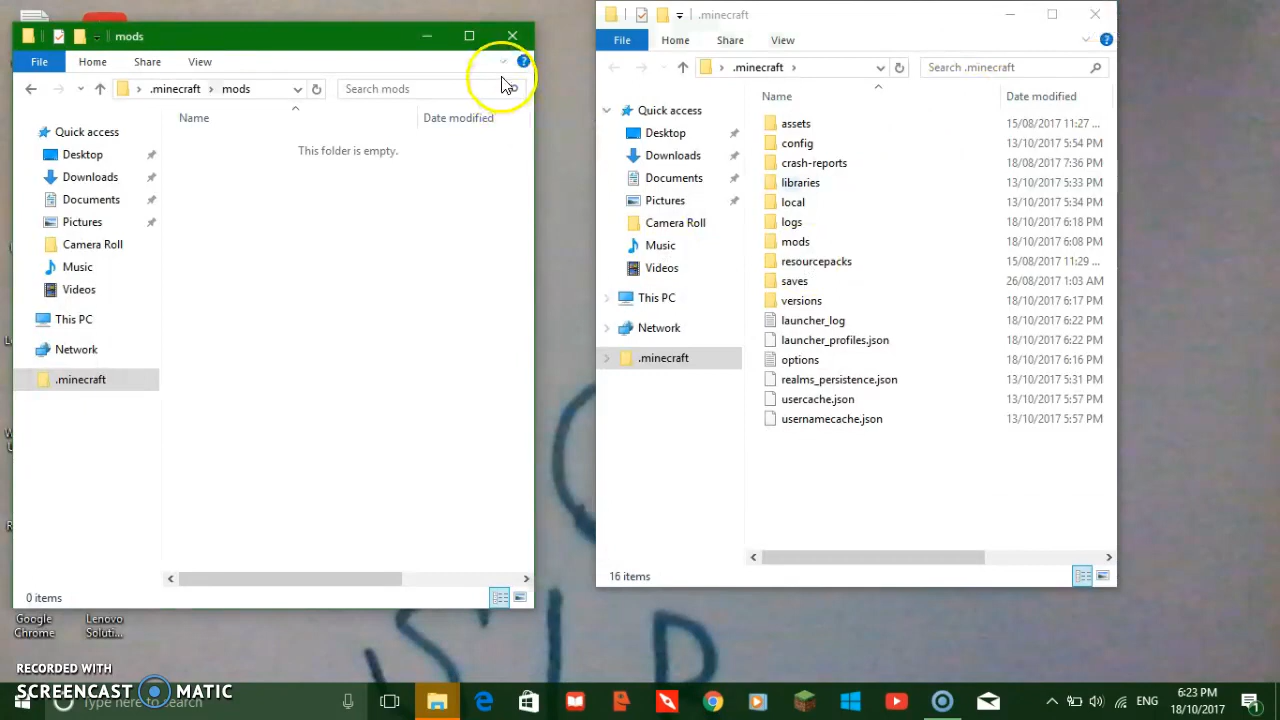 mods
File Home Share View
.minecraft mods
Search mods
Name Date modified
This folder is empty.
Quick access
Desktop
Downloads
Documents
Pictures
Camera Roll
Music
Videos
This PC
Network
.minecraft
0 items
.minecraft
File Home Share View
.minecraft
Search .minecraft
Name Date modified
Quick access
Desktop
Downloads
Documents
Pictures
Camera Roll
Music
Videos
This PC
Network
.minecraft
assets 15/08/2017 11:27 ...
config 13/10/2017 5:54 PM
crash-reports 18/08/2017 7:36 PM
libraries 13/10/2017 5:33 PM
local 13/10/2017 5:34 PM
logs 18/10/2017 6:18 PM
mods 18/10/2017 6:08 PM
resourcepacks 15/08/2017 11:29 ...
saves 26/08/2017 1:03 AM
versions 18/10/2017 6:17 PM
launcher_log 18/10/2017 6:22 PM
launcher_profiles.json 18/10/2017 6:22 PM
options 18/10/2017 6:16 PM
realms_persistence.json 13/10/2017 5:31 PM
usercache.json 13/10/2017 5:57 PM
usernamecache.json 13/10/2017 5:57 PM
16 items
Google Chrome
Lenovo Soluti...
RECORDED WITH
SCREENCAST MATIC
Type here to search
ENG
6:23 PM
18/10/2017